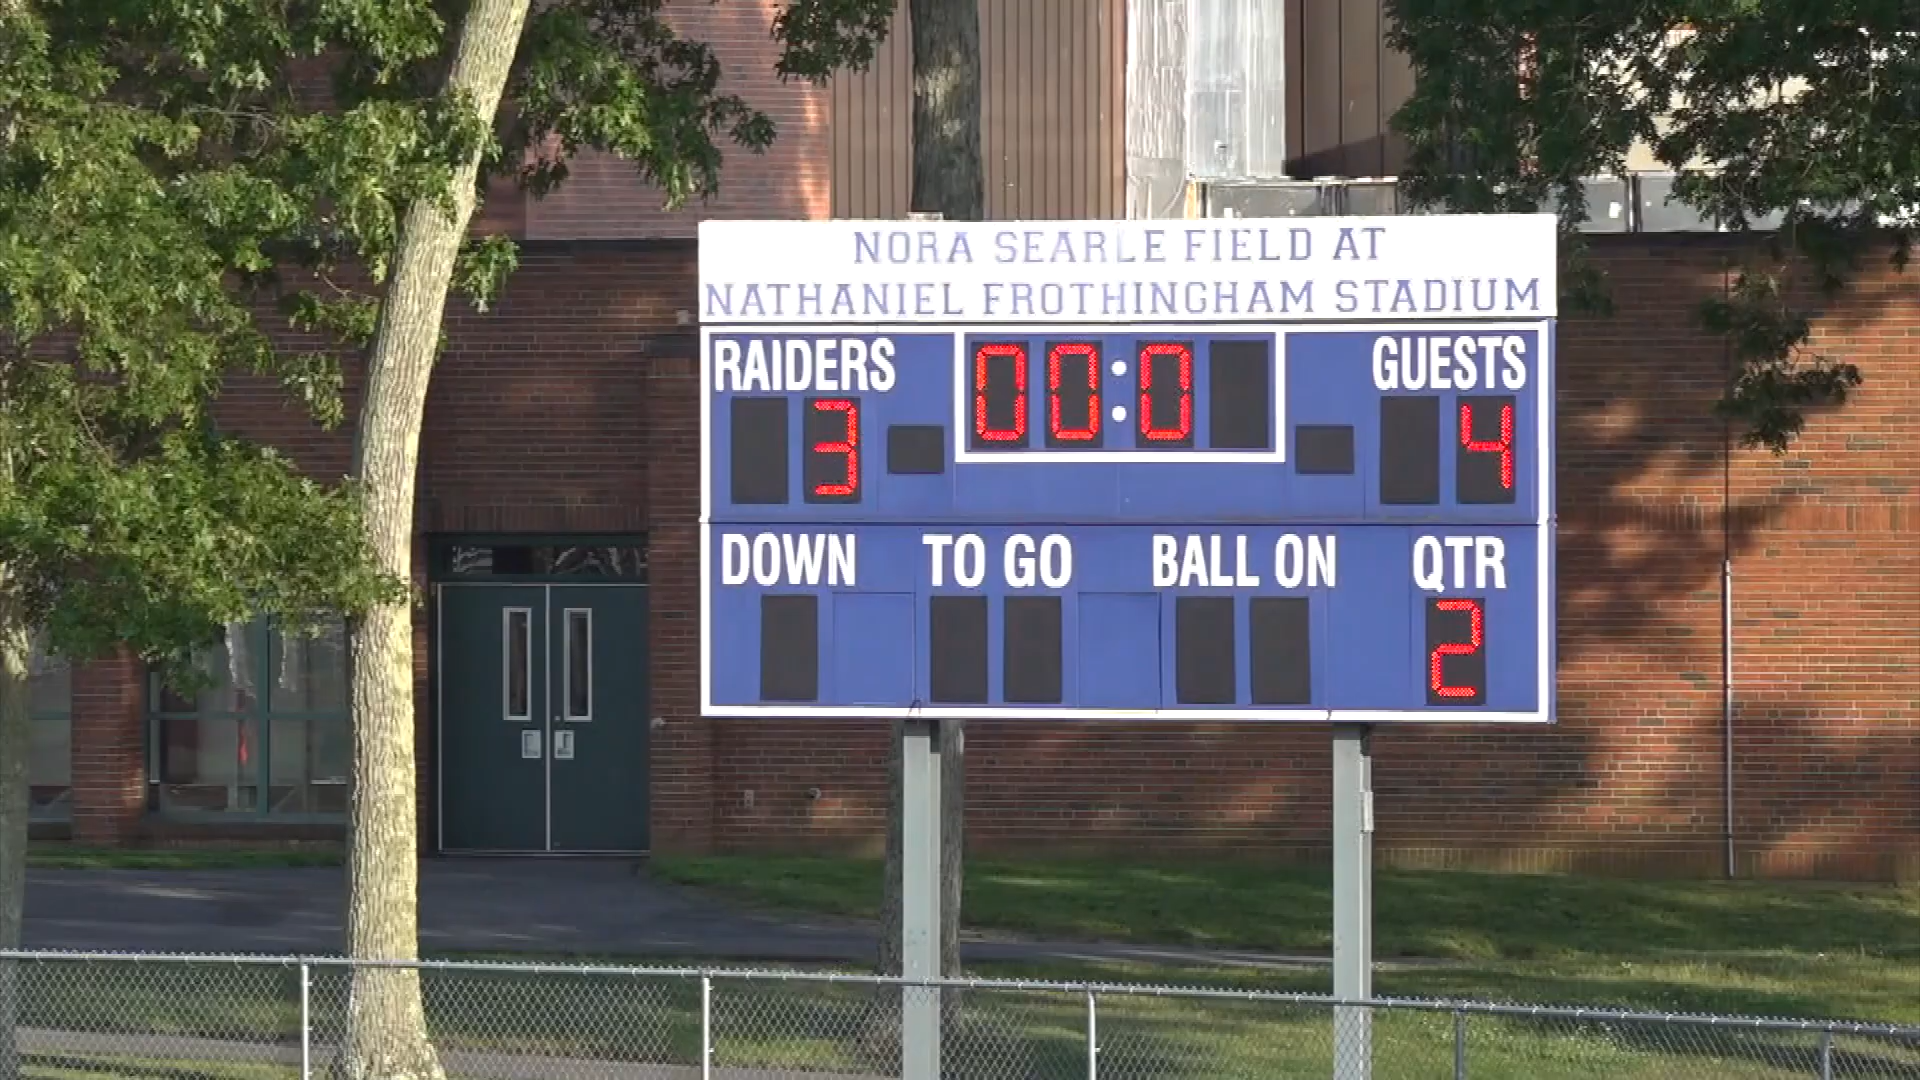 NORA SEARLE FIELD AT
NATHANIEL FROTHINGHAM STADIUM
RAIDERS 00:0 GUESTS
3 4
DOWN TO GO BALL ON QTR
2